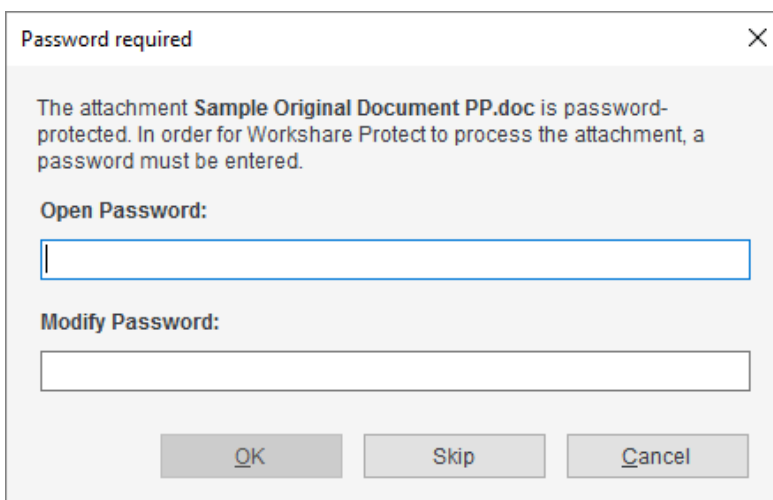 Password required
The attachment Sample Original Document PP.doc is password-
protected. In order for Workshare Protect to process the attachment, a
password must be entered.
Open Password:
Modify Password:
OK
Skip
Cancel